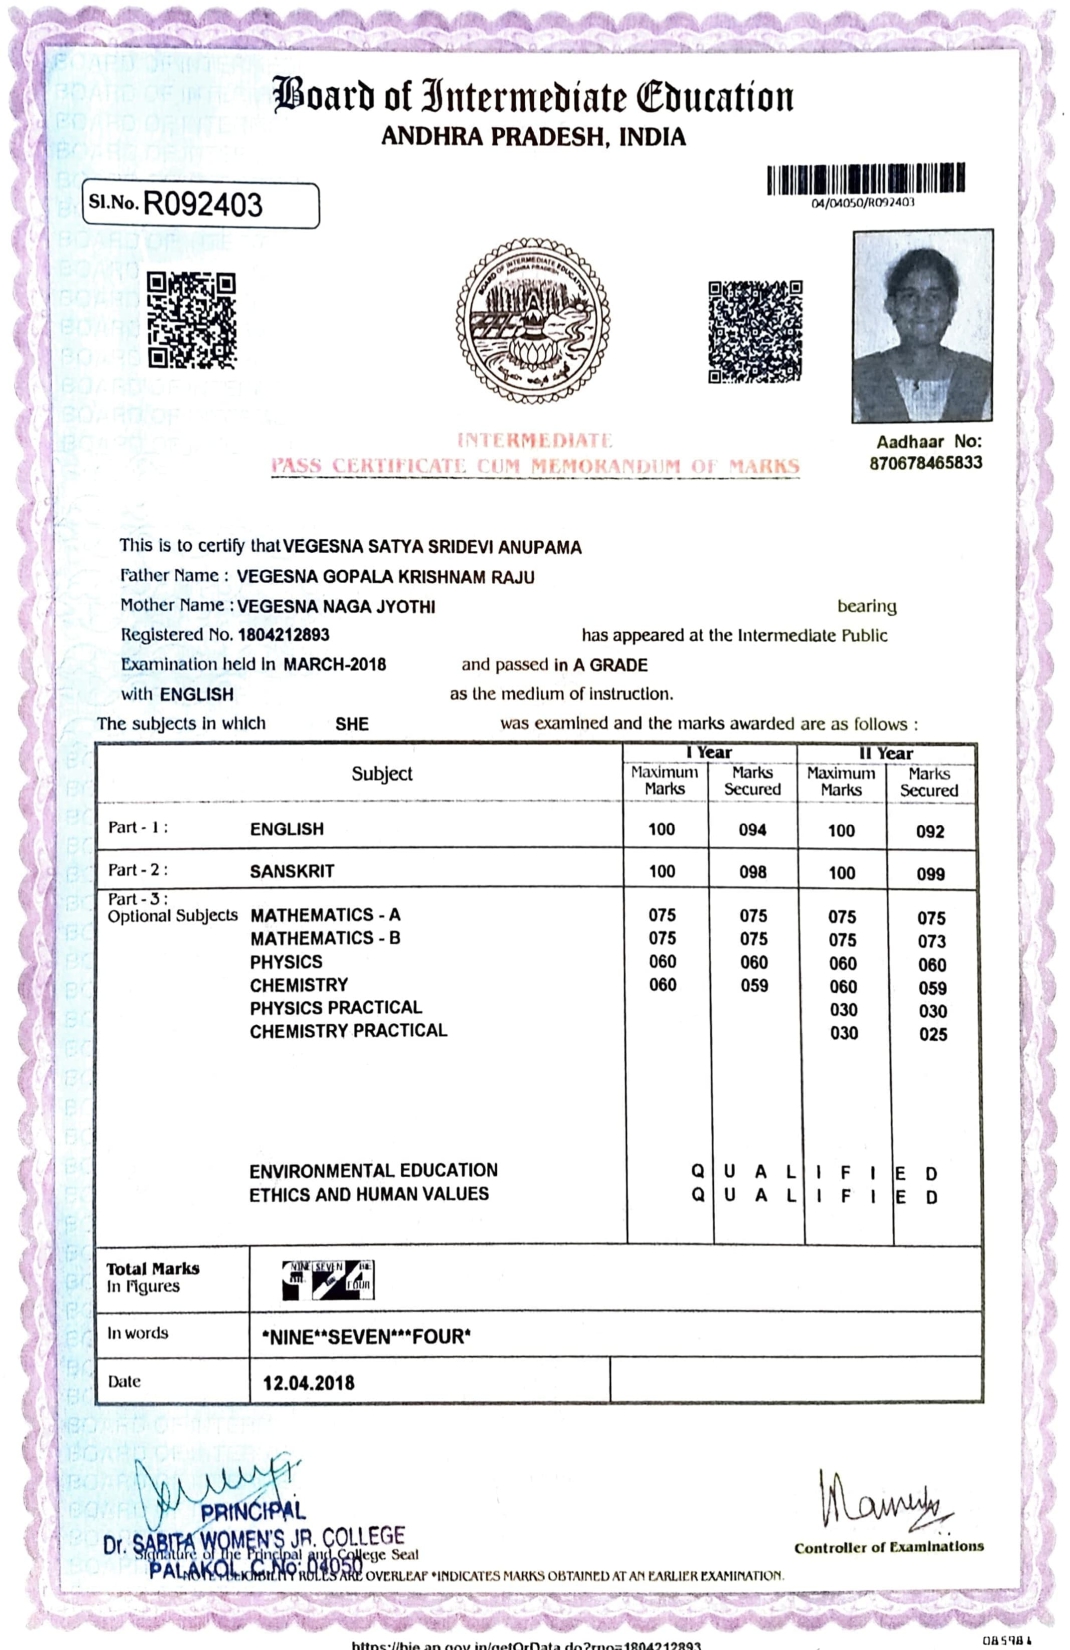 Board of Intermediate Education
ANDHRA PRADESH, INDIA
Sl.No. R092403
04/04050/R092403
BOARD OF INTERMEDIATE EDUCATION
ANDHRA PRADESH
INTERMEDIATE
PASS CERTIFICATE CUM MEMORANDUM OF MARKS
Aadhaar No:
870678465833
This is to certify that VEGESNA SATYA SRIDEVI ANUPAMA
Father Name : VEGESNA GOPALA KRISHNAM RAJU
Mother Name : VEGESNA NAGA JYOTHI bearing
Registered No. 1804212893 has appeared at the Intermediate Public
Examination held in MARCH-2018 and passed in A GRADE
with ENGLISH as the medium of instruction.
The subjects in which SHE was examined and the marks awarded are as follows :
Subject I Year II Year
Maximum Marks Marks Secured Maximum Marks Marks Secured
Part - 1 : ENGLISH 100 094 100 092
Part - 2 : SANSKRIT 100 098 100 099
Part - 3 :
Optional Subjects MATHEMATICS - A 075 075 075 075
MATHEMATICS - B 075 075 075 073
PHYSICS 060 060 060 060
CHEMISTRY 060 059 060 059
PHYSICS PRACTICAL 030 030
CHEMISTRY PRACTICAL 030 025
ENVIRONMENTAL EDUCATION Q U A L I F I E D
ETHICS AND HUMAN VALUES Q U A L I F I E D
Total Marks
In Figures 974
In words *NINE**SEVEN***FOUR*
Date 12.04.2018
PRINCIPAL
Dr. SABITA WOMEN'S JR. COLLEGE
Signature of the Principal and College Seal
PALAKOL. C.No: 04050
RULES ARE OVERLEAF *INDICATES MARKS OBTAINED AT AN EARLIER EXAMINATION.
Controller of Examinations
https://bie.ap.gov.in/getQrData.do?rno=1804212893
085984